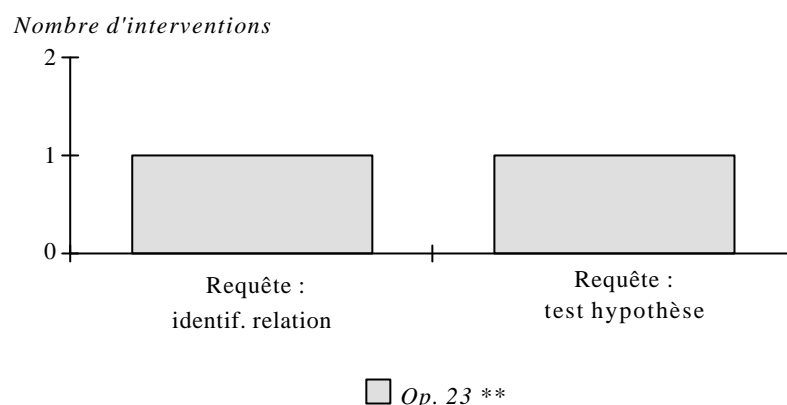 Nombre d'interventions
2
1
0
Requête :
identif. relation
Requête :
test hypothèse
Op. 23 **